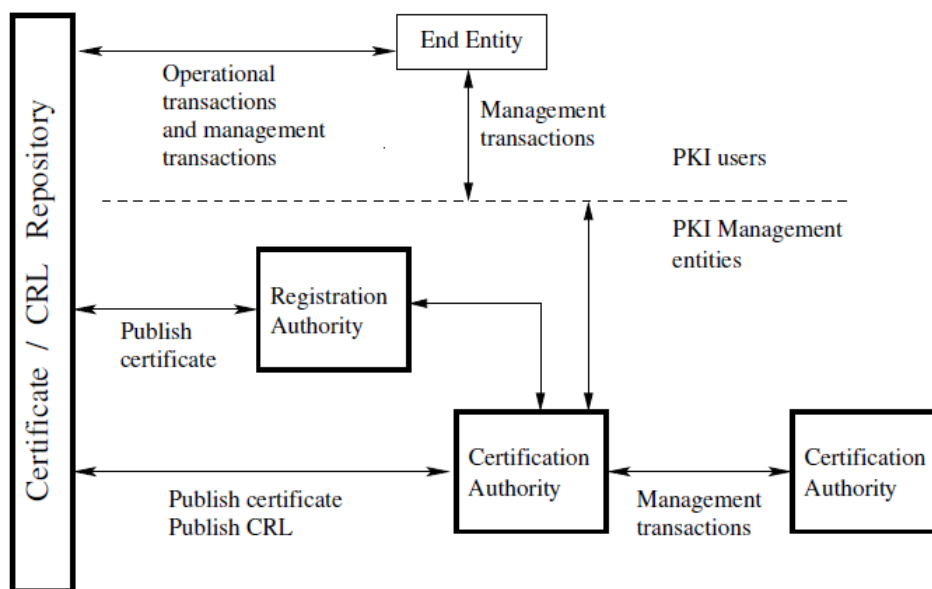 Certificate / CRL Repository
End Entity
Operational
transactions
and management
transactions
Management
transactions
PKI users
PKI Management
entities
Registration
Authority
Publish
certificate
Certification
Authority
Publish certificate
Publish CRL
Management
transactions
Certification
Authority